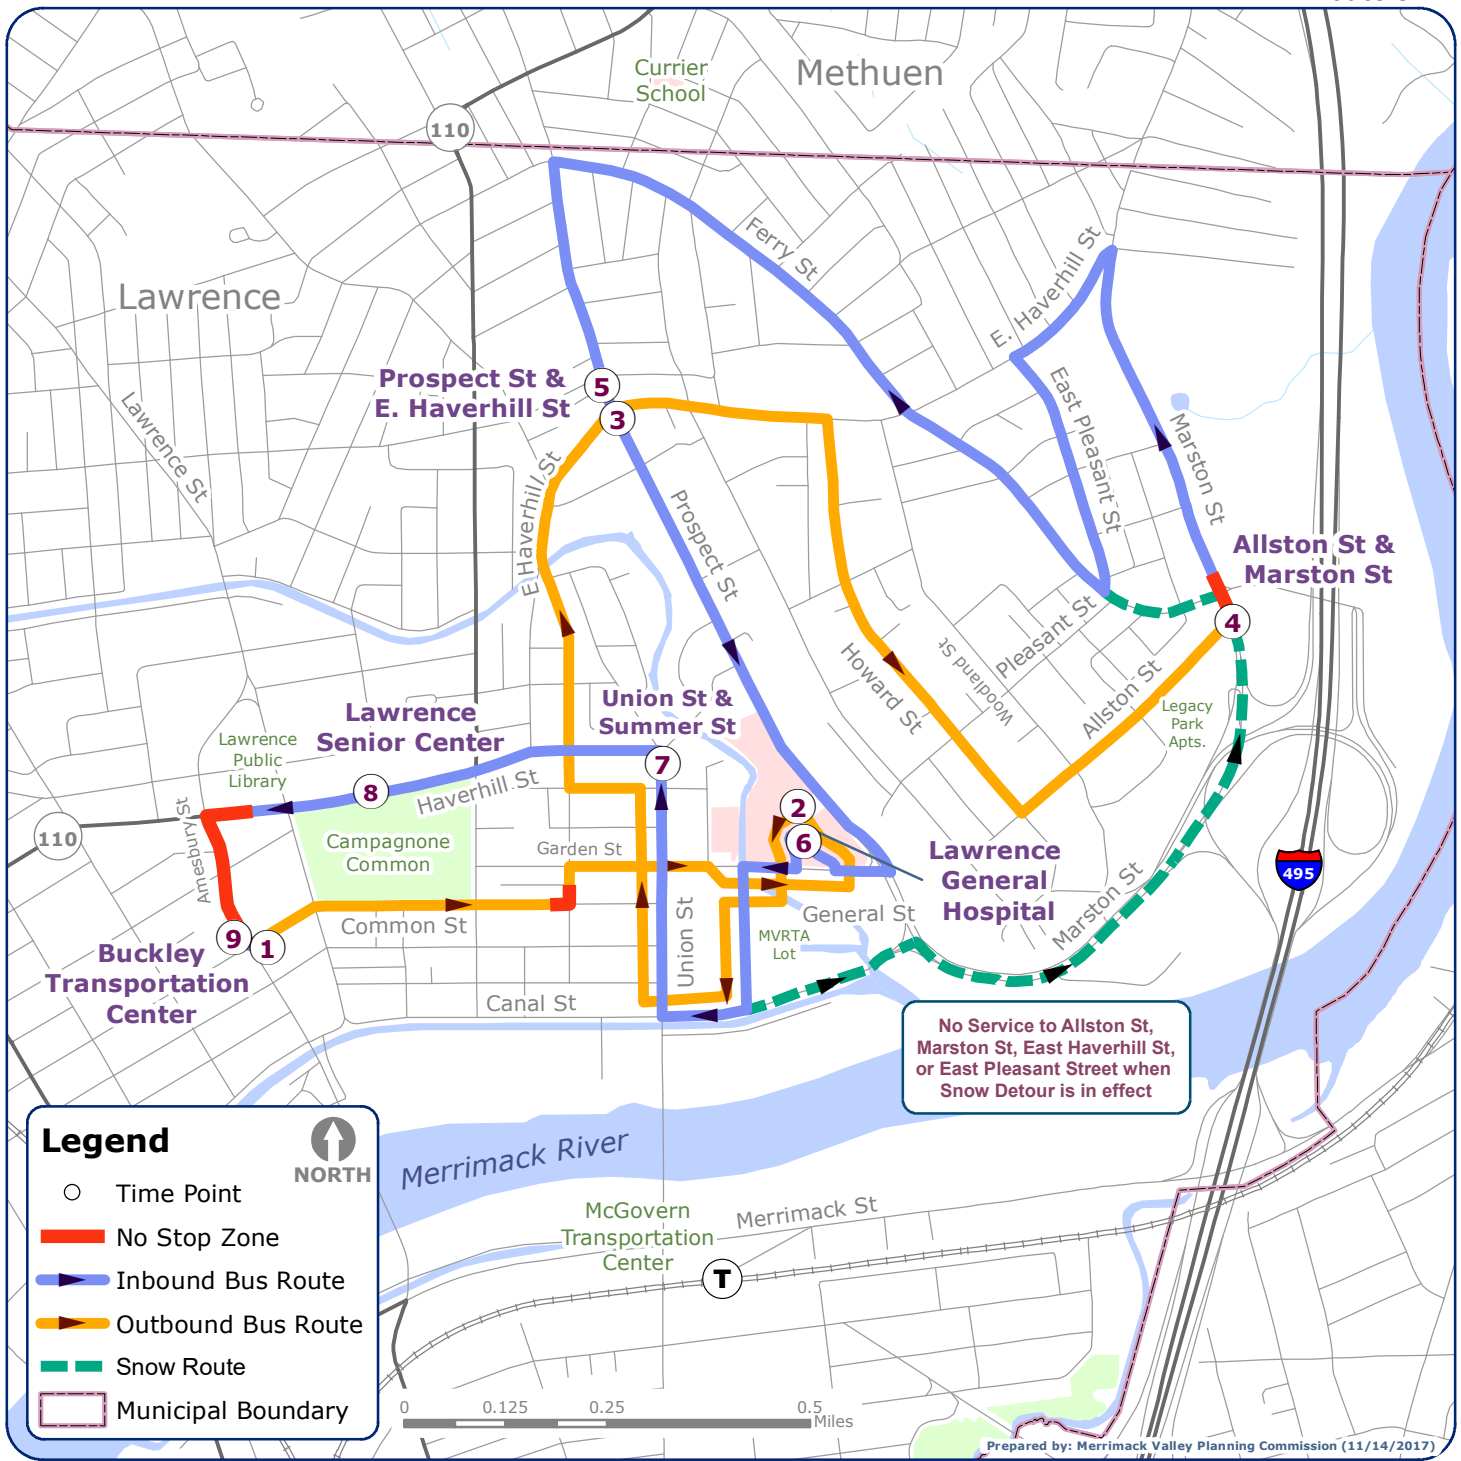 Currier
School
Methuen
110
Lawrence
Ferry St
E. Haverhill St
Prospect St &
E. Haverhill St
5
3
Lawrence St
East Pleasant St
Marston St
E Haverhill St
Prospect St
Allston St &
Marston St
4
Pleasant St
Woodland St
Howard St
Allston St
Legacy
Park
Apts.
Union St &
Summer St
7
Lawrence
Senior Center
Lawrence
Public
Library
8
Haverhill St
Amesbury St
110
Campagnone
Common
Garden St
2
6
Lawrence
General
Hospital
495
Common St
General St
Marston St
Union St
MVRTA
Lot
9
1
Buckley
Transportation
Center
Canal St
No Service to Allston St,
Marston St, East Haverhill St,
or East Pleasant Street when
Snow Detour is in effect
Merrimack River
McGovern
Transportation
Center
Merrimack St
T
Legend
NORTH
Time Point
No Stop Zone
Inbound Bus Route
Outbound Bus Route
Snow Route
Municipal Boundary
0
0.125
0.25
0.5
Miles
Prepared by: Merrimack Valley Planning Commission (11/14/2017)